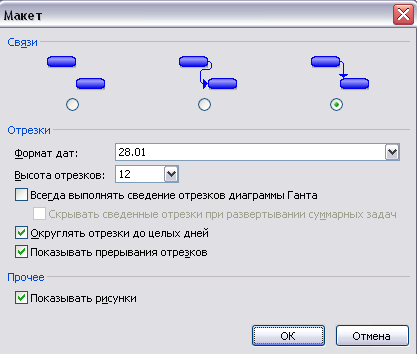 Макет
Связи
Отрезки
Формат дат: 28.01
Высота отрезков: 12
Всегда выполнять сведение отрезков диаграммы Ганта
Скрывать сведенные отрезки при развертывании суммарных задач
Округлять отрезки до целых дней
Показывать прерывания отрезков
Прочее
Показывать рисунки
ОК Отмена